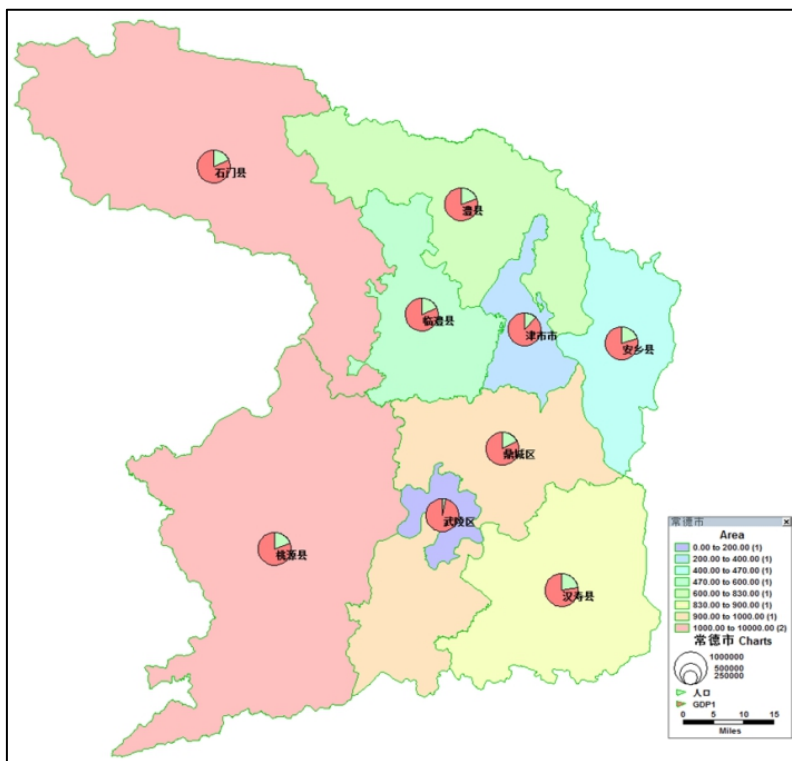 石门县
澧县
临澧县
津市市
安乡县
鼎城区
武陵区
桃源县
汉寿县
常德市
Area
0.00 to 200.00 (1)
200.00 to 400.00 (1)
400.00 to 470.00 (1)
470.00 to 600.00 (1)
600.00 to 830.00 (1)
830.00 to 900.00 (1)
900.00 to 1000.00 (1)
1000.00 to 10000.00 (2)
常德市 Charts
1000000
500000
250000
人口
GDP1
0 5 10 15
Miles